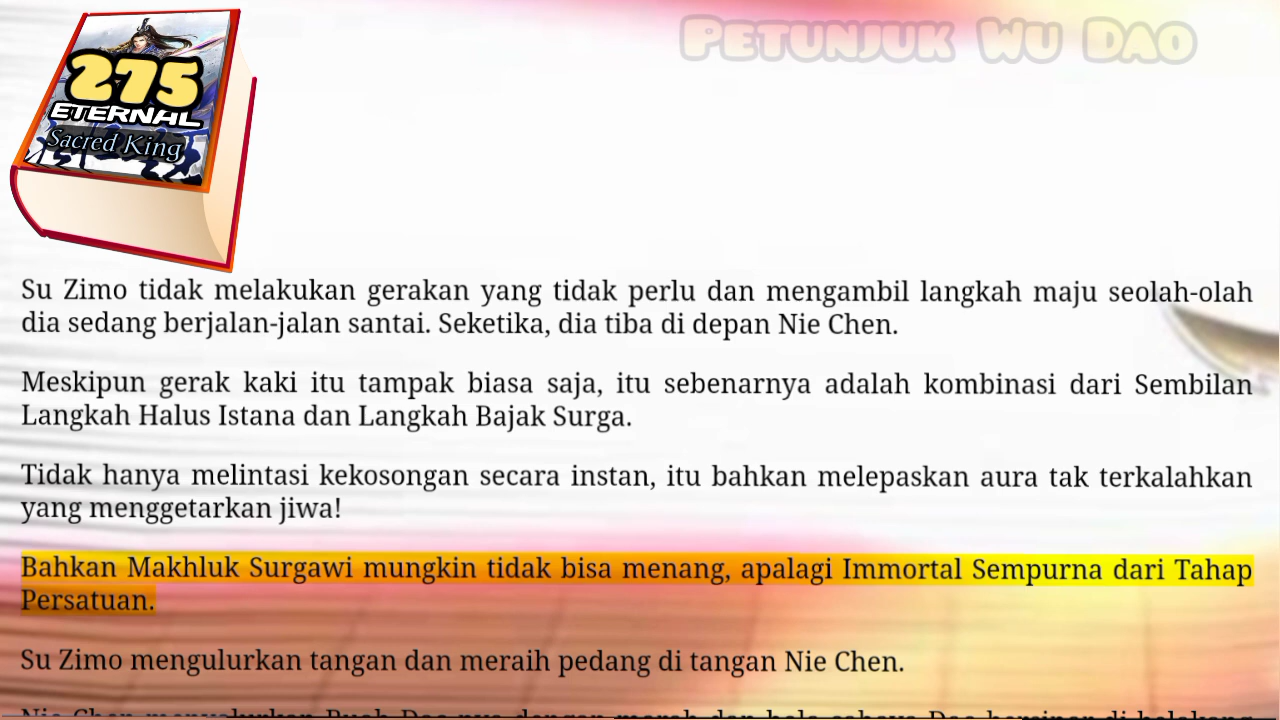 Petunjuk Wu Dao
275
ETERNAL
Sacred King
Su Zimo tidak melakukan gerakan yang tidak perlu dan mengambil langkah maju seolah-olah
dia sedang berjalan-jalan santai. Seketika, dia tiba di depan Nie Chen.
Meskipun gerak kaki itu tampak biasa saja, itu sebenarnya adalah kombinasi dari Sembilan
Langkah Halus Istana dan Langkah Bajak Surga.
Tidak hanya melintasi kekosongan secara instan, itu bahkan melepaskan aura tak terkalahkan
yang menggetarkan jiwa!
Bahkan Makhluk Surgawi mungkin tidak bisa menang, apalagi Immortal Sempurna dari Tahap
Persatuan.
Su Zimo mengulurkan tangan dan meraih pedang di tangan Nie Chen.